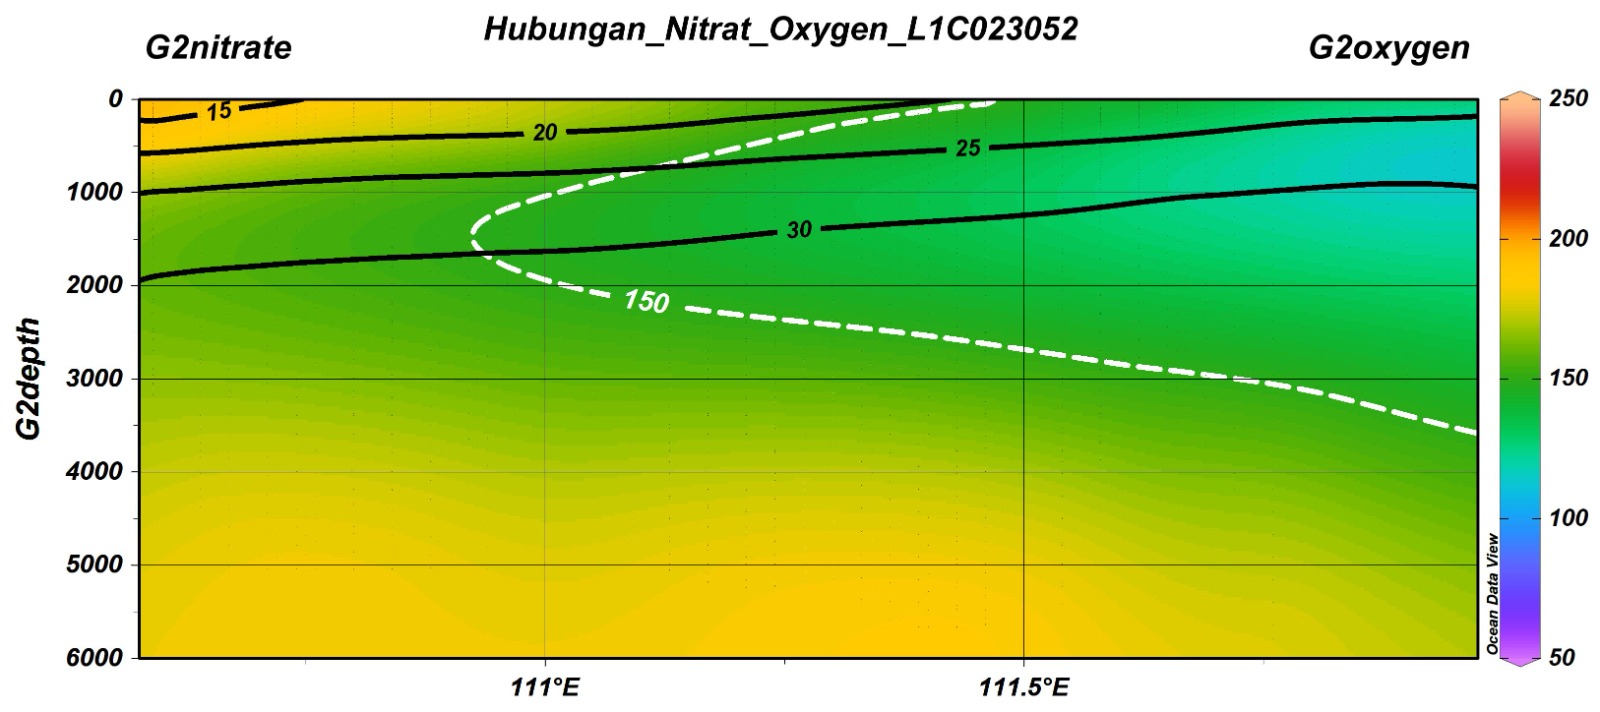 Hubungan_Nitrat_Oxygen_L1C023052
G2nitrate
G2oxygen
0
1000
2000
3000
4000
5000
6000
G2depth
15
20
25
30
150
111°E
111.5°E
250
200
150
100
50
Ocean Data View